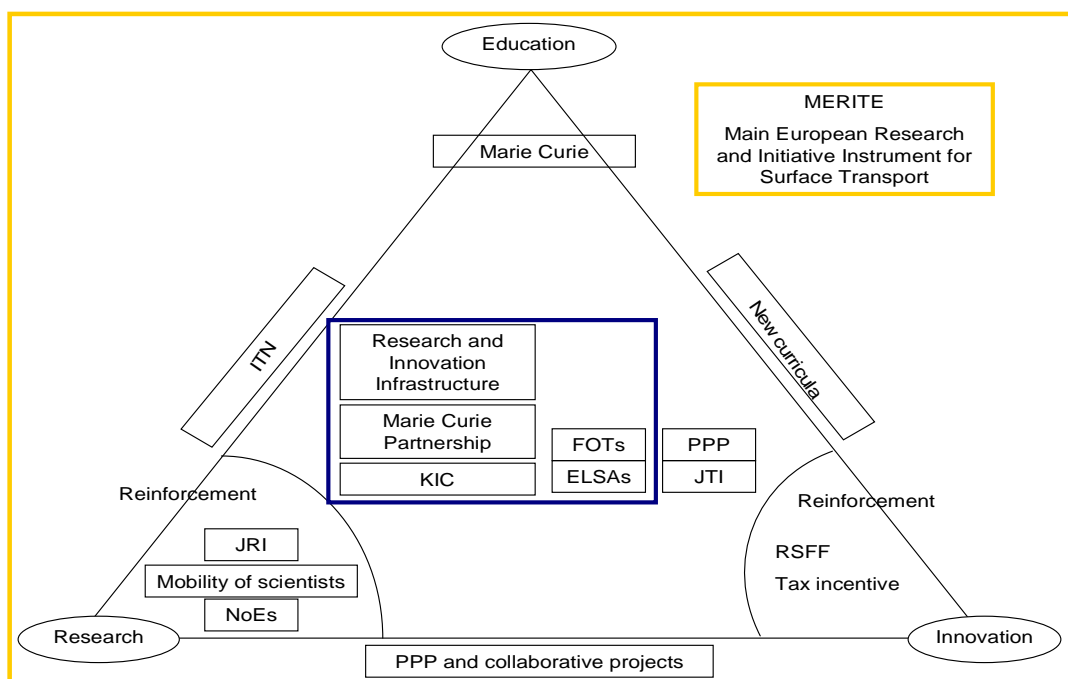 Education
MERITE
Main European Research
and Initiative Instrument for
Surface Transport
Marie Curie
ITN
New curricula
Research and
Innovation
Infrastructure
Marie Curie
Partnership
KIC
FOTs
ELSAs
PPP
JTI
Reinforcement
JRI
Mobility of scientists
NoEs
Reinforcement
RSFF
Tax incentive
Research
Innovation
PPP and collaborative projects